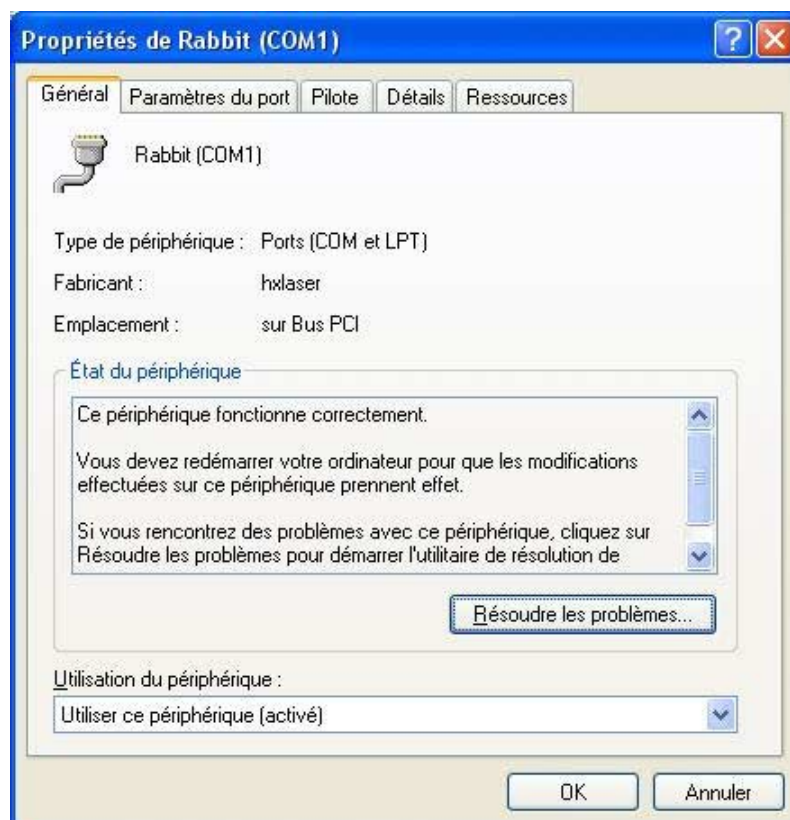 Propriétés de Rabbit (COM1)
Général Paramètres du port Pilote Détails Ressources
Rabbit (COM1)
Type de périphérique : Ports (COM et LPT)
Fabricant : hxlaser
Emplacement : sur Bus PCI
État du périphérique
Ce périphérique fonctionne correctement.
Vous devez redémarrer votre ordinateur pour que les modifications
effectuées sur ce périphérique prennent effet.
Si vous rencontrez des problèmes avec ce périphérique, cliquez sur
Résoudre les problèmes pour démarrer l'utilitaire de résolution de
Résoudre les problèmes...
Utilisation du périphérique :
Utiliser ce périphérique (activé)
OK Annuler